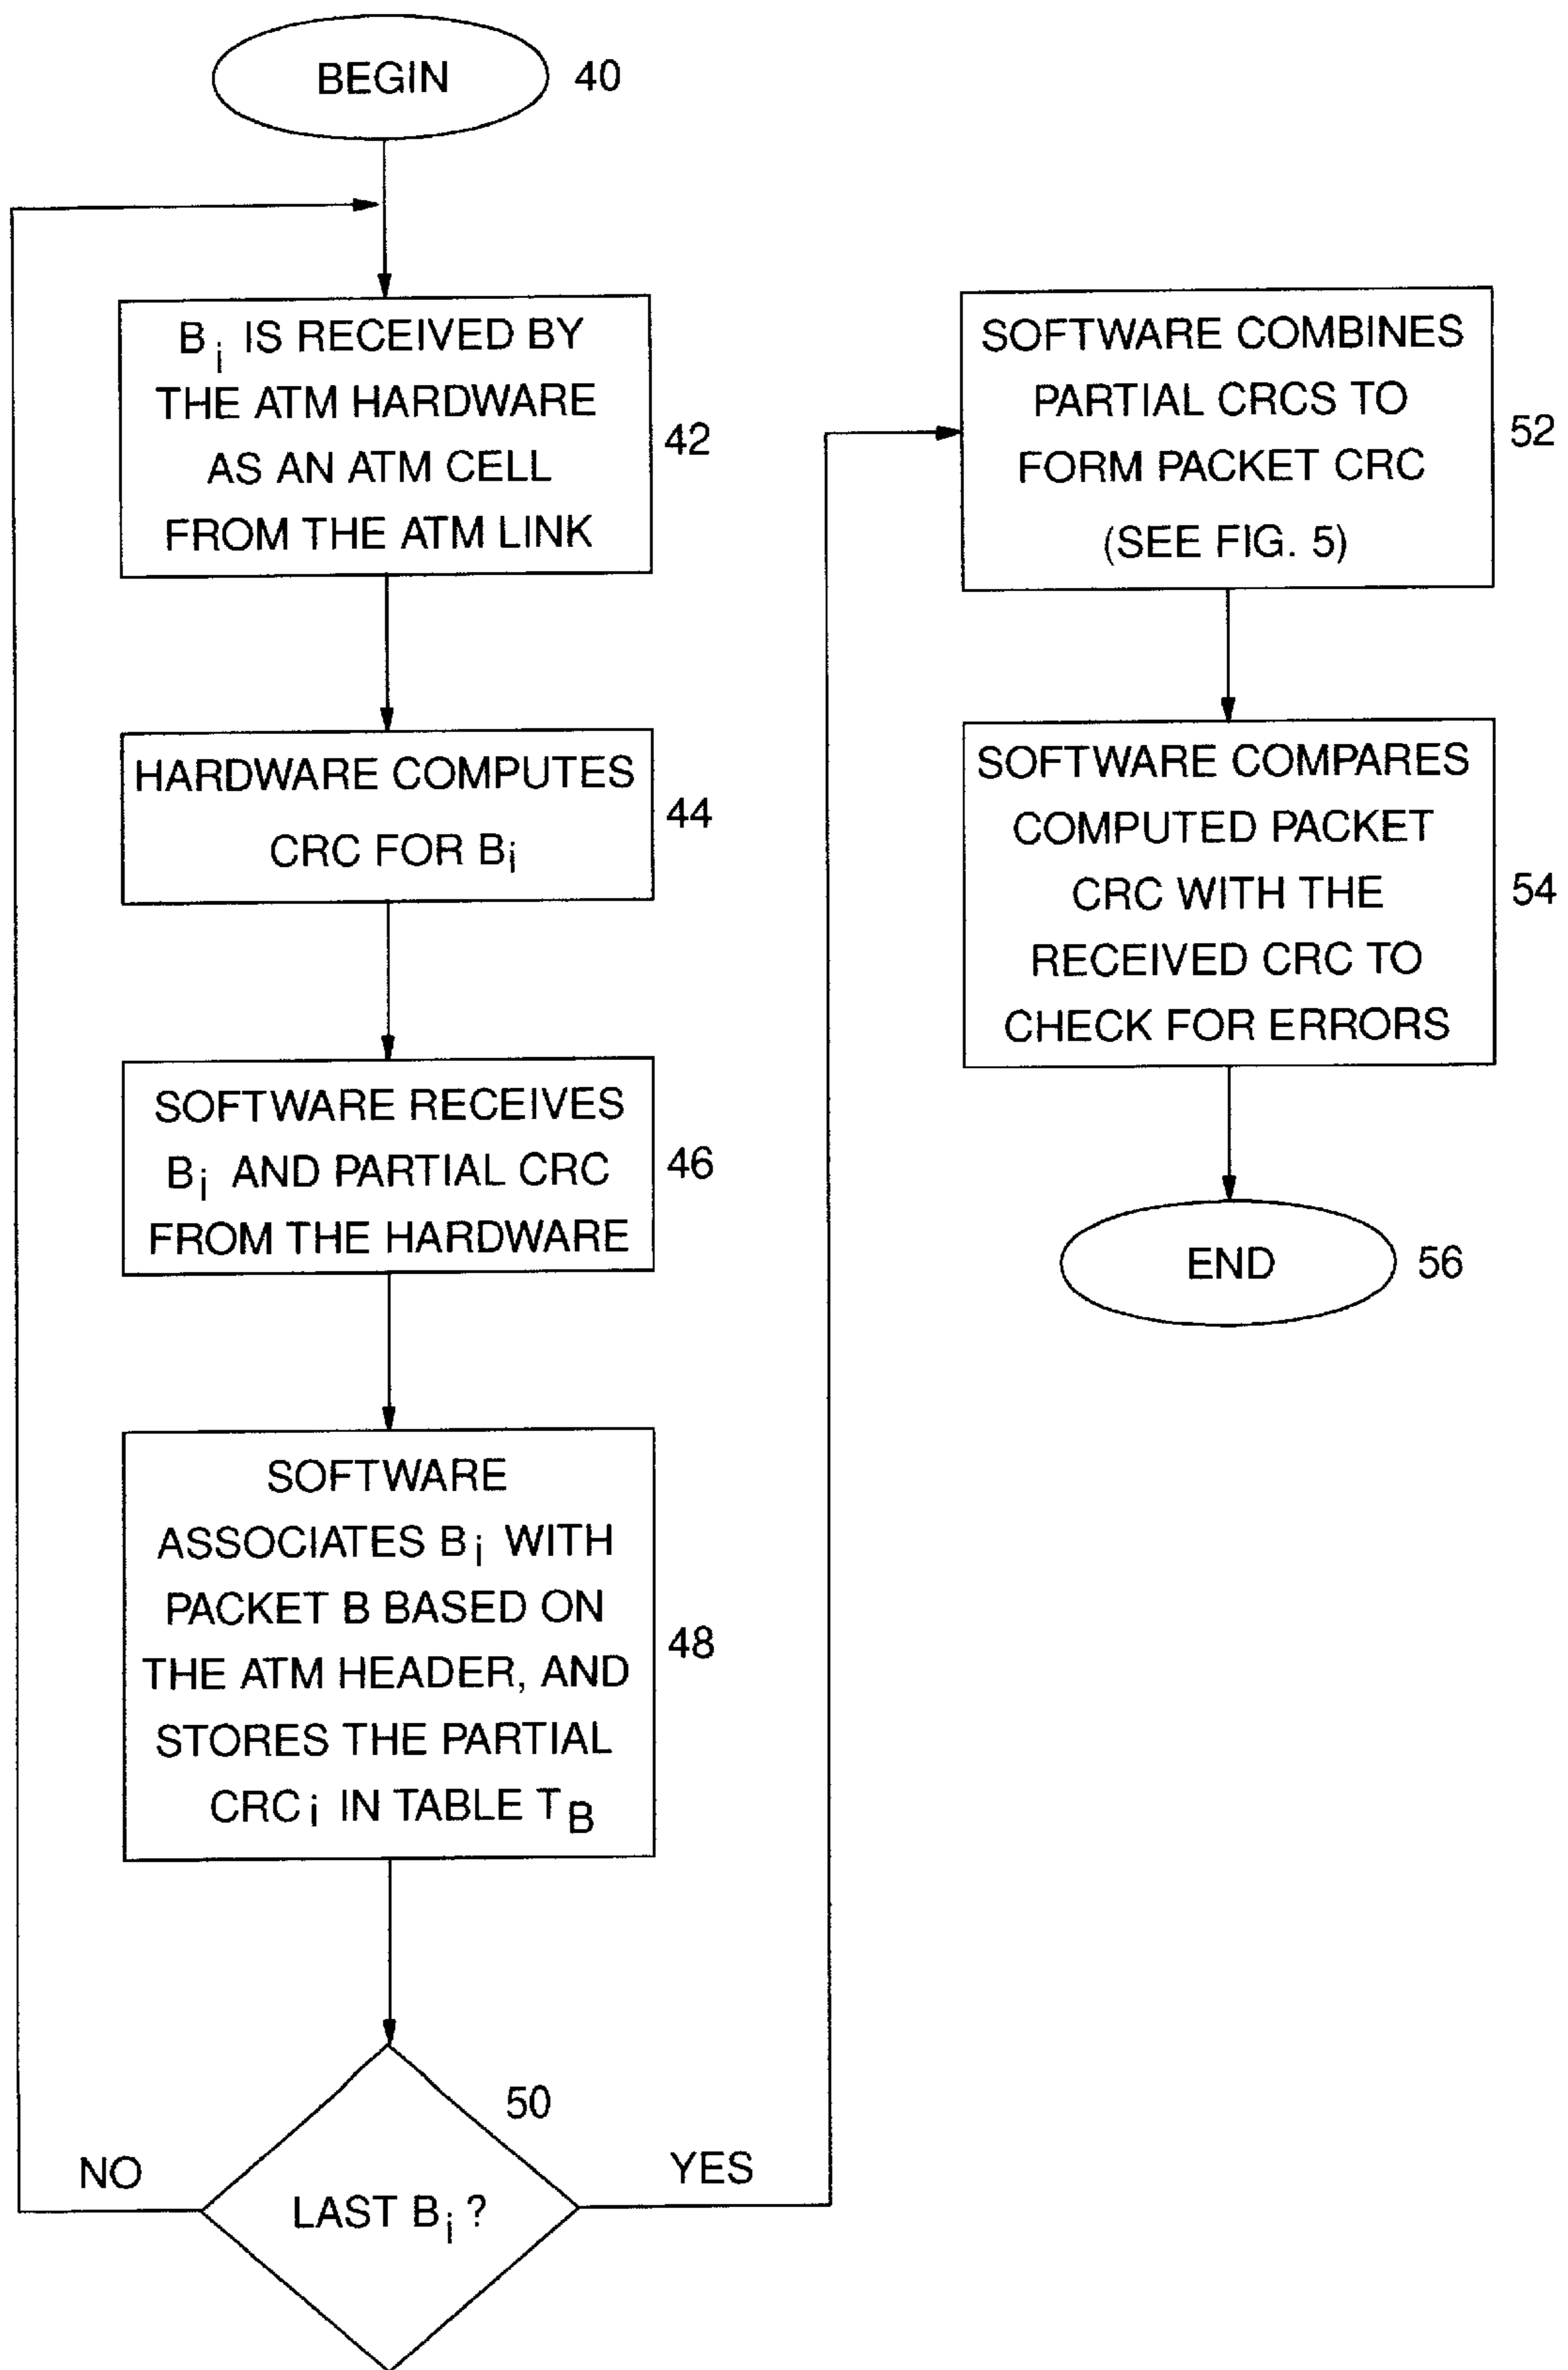 BEGIN
40
Bi IS RECEIVED BY
THE ATM HARDWARE
AS AN ATM CELL
FROM THE ATM LINK
42
HARDWARE COMPUTES
CRC FOR Bi
44
SOFTWARE RECEIVES
Bi AND PARTIAL CRC
FROM THE HARDWARE
46
SOFTWARE
ASSOCIATES Bi WITH
PACKET B BASED ON
THE ATM HEADER, AND
STORES THE PARTIAL
CRCi IN TABLE TB
48
50
LAST Bi ?
NO
YES
SOFTWARE COMBINES
PARTIAL CRCS TO
FORM PACKET CRC
(SEE FIG. 5)
52
SOFTWARE COMPARES
COMPUTED PACKET
CRC WITH THE
RECEIVED CRC TO
CHECK FOR ERRORS
54
END
56